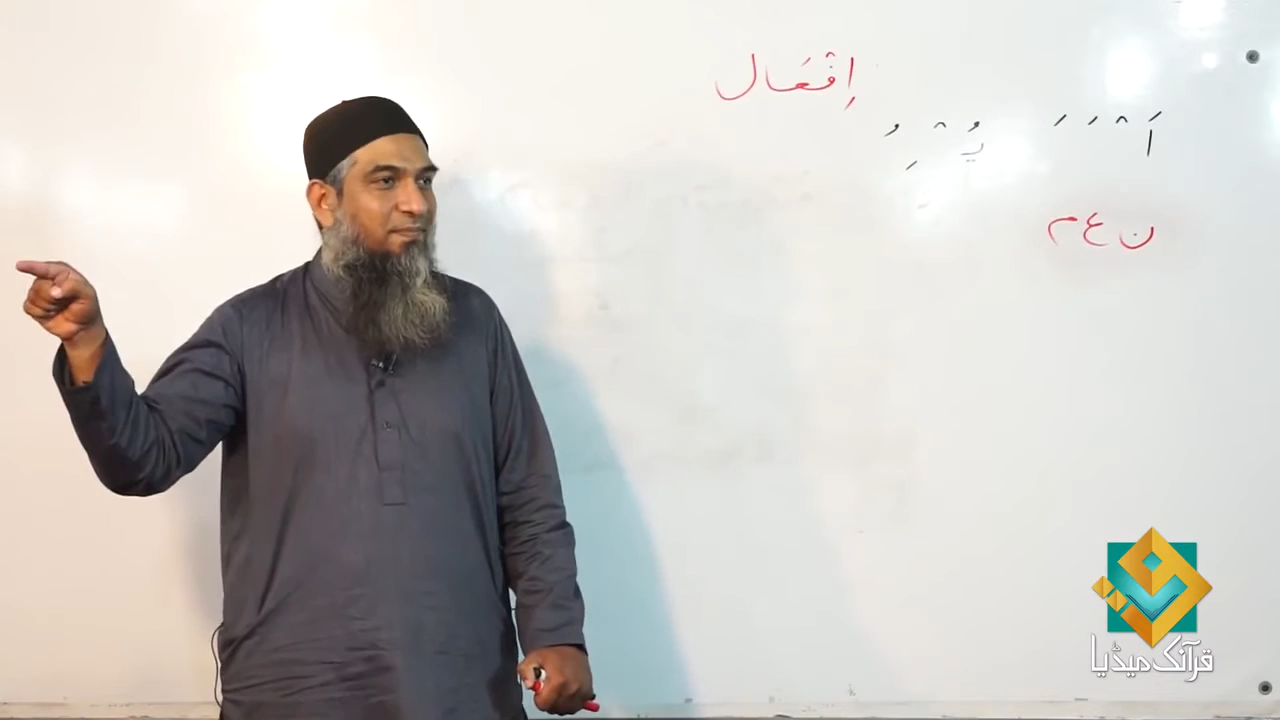 إِفْعَال
أَ ْ َ َ يُ ْ ِ ُ
ن ع م
قرآنک میڈیا